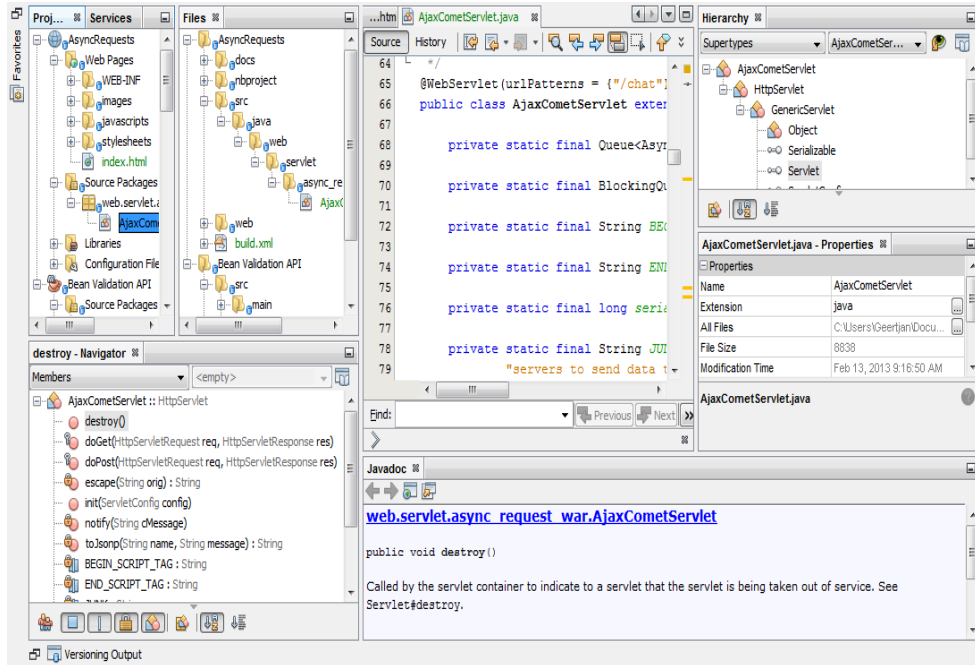 Favorites
Proj... Services
AsyncRequests
Web Pages
WEB-INF
images
javascripts
stylesheets
index.html
Source Packages
web.servlet.a
AjaxCom
Libraries
Configuration File
Bean Validation API
Source Packages
Files
AsyncRequests
docs
nbproject
src
java
web
servlet
async_re
AjaxC
web
build.xml
Bean Validation API
src
main
...htm AjaxCometServlet.java
Source History
64 */
65 @WebServlet(urlPatterns = {"/chat"}
66 public class AjaxCometServlet exter
67
68 private static final Queue<Asyn
69
70 private static final BlockingQu
71
72 private static final String BEG
73
74 private static final String END
75
76 private static final long seria
77
78 private static final String JUN
79 "servers to send data t
Find: Previous Next
Hierarchy
Supertypes AjaxCometSer...
AjaxCometServlet
HttpServlet
GenericServlet
Object
Serializable
Servlet
AjaxCometServlet.java - Properties
Properties
Name AjaxCometServlet
Extension java
All Files C:\Users\Geertjan\Docu...
File Size 8838
Modification Time Feb 13, 2013 9:16:50 AM
AjaxCometServlet.java
destroy - Navigator
Members <empty>
AjaxCometServlet :: HttpServlet
destroy()
doGet(HttpServletRequest req, HttpServletResponse res)
doPost(HttpServletRequest req, HttpServletResponse res)
escape(String orig) : String
init(ServletConfig config)
notify(String cMessage)
toJsonp(String name, String message) : String
BEGIN_SCRIPT_TAG : String
END_SCRIPT_TAG : String
Javadoc
web.servlet.async_request_war.AjaxCometServlet
public void destroy()
Called by the servlet container to indicate to a servlet that the servlet is being taken out of service. See
Servlet#destroy.
Versioning Output